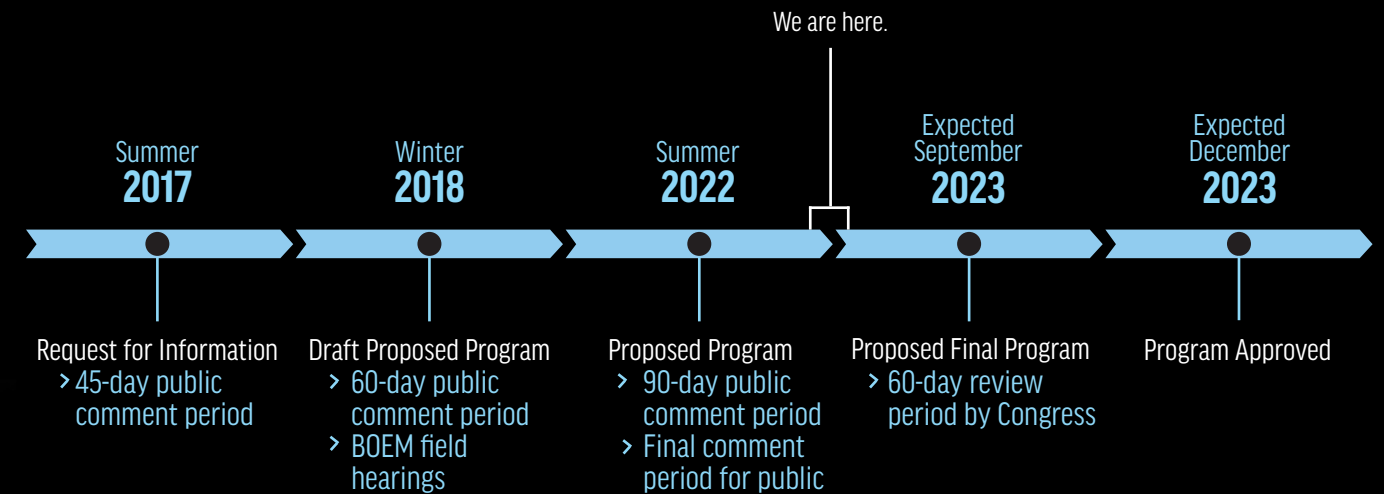 We are here.
Summer
2017
Winter
2018
Summer
2022
Expected
September
2023
Expected
December
2023
Request for Information
> 45-day public
comment period
Draft Proposed Program
> 60-day public
comment period
> BOEM field
hearings
Proposed Program
> 90-day public
comment period
> Final comment
period for public
Proposed Final Program
> 60-day review
period by Congress
Program Approved